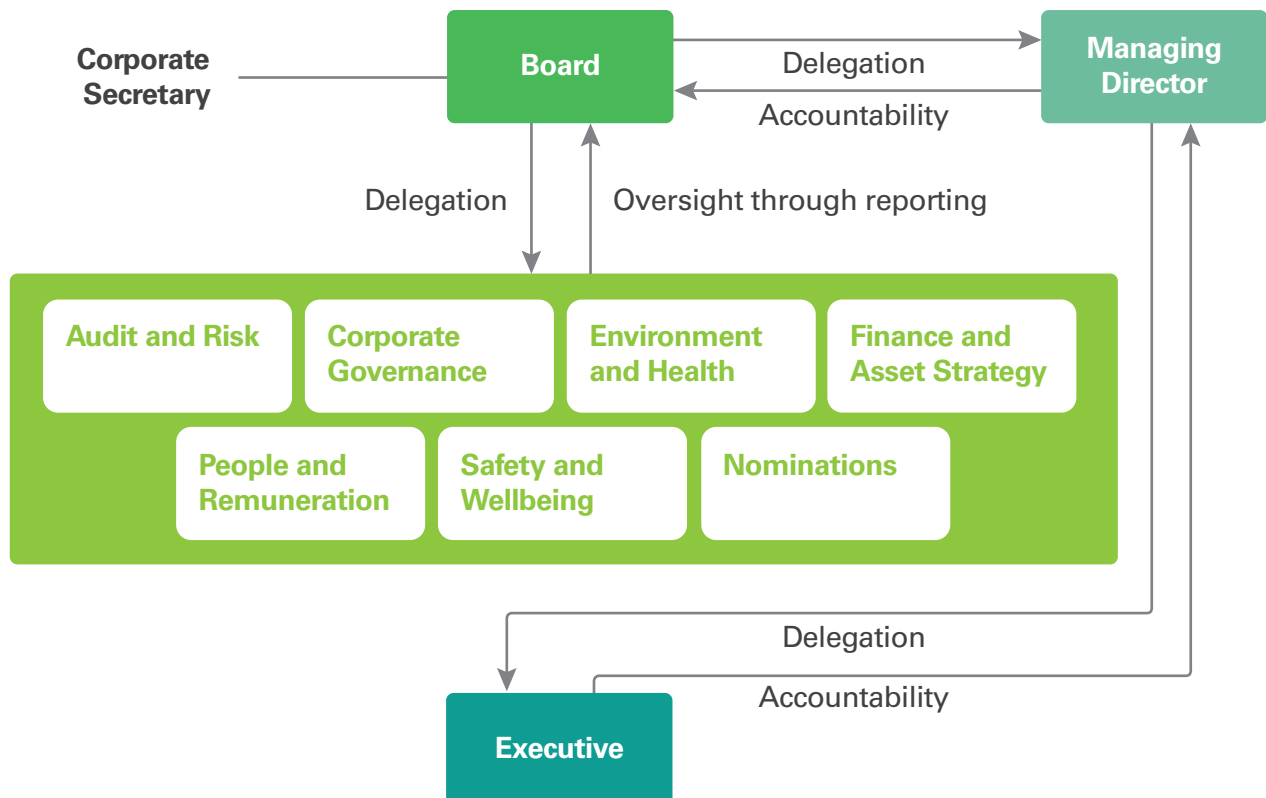 Corporate
Secretary
Board
Delegation
Accountability
Managing
Director
Delegation
Oversight through reporting
Audit and Risk
Corporate
Governance
Environment
and Health
Finance and
Asset Strategy
People and
Remuneration
Safety and
Wellbeing
Nominations
Delegation
Accountability
Executive